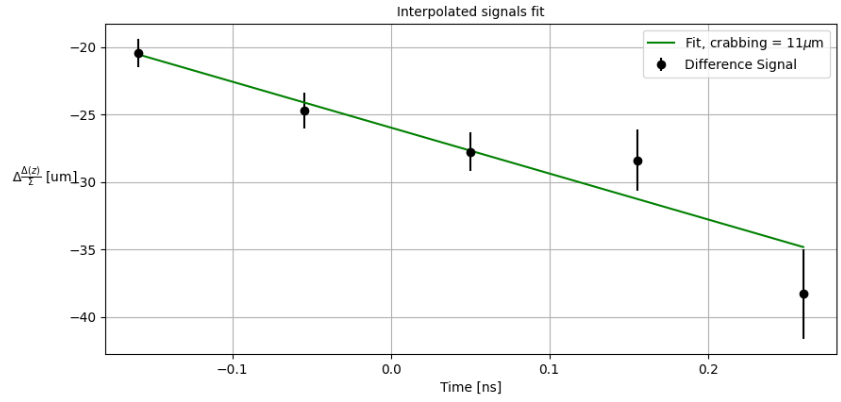 Interpolated signals fit
Fit, crabbing = 11μm
Difference Signal
−20
−25
−30
−35
−40
Δ Δ(z)/Σ [um]
−0.1
0.0
0.1
0.2
Time [ns]